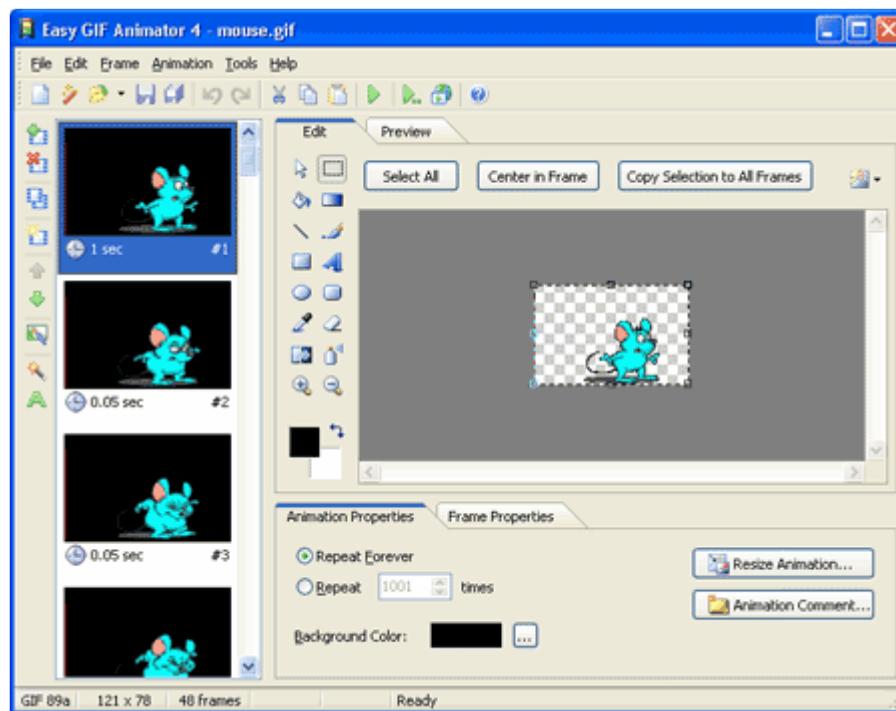 Easy GIF Animator 4 - mouse.gif
File Edit Frame Animation Tools Help
Edit Preview
Select All Center in Frame Copy Selection to All Frames
1 sec #1
0.05 sec #2
0.05 sec #3
Animation Properties Frame Properties
Repeat Forever
Repeat 1001 times
Background Color: ...
Resize Animation...
Animation Comment...
GIF 89a 121 x 78 48 frames Ready